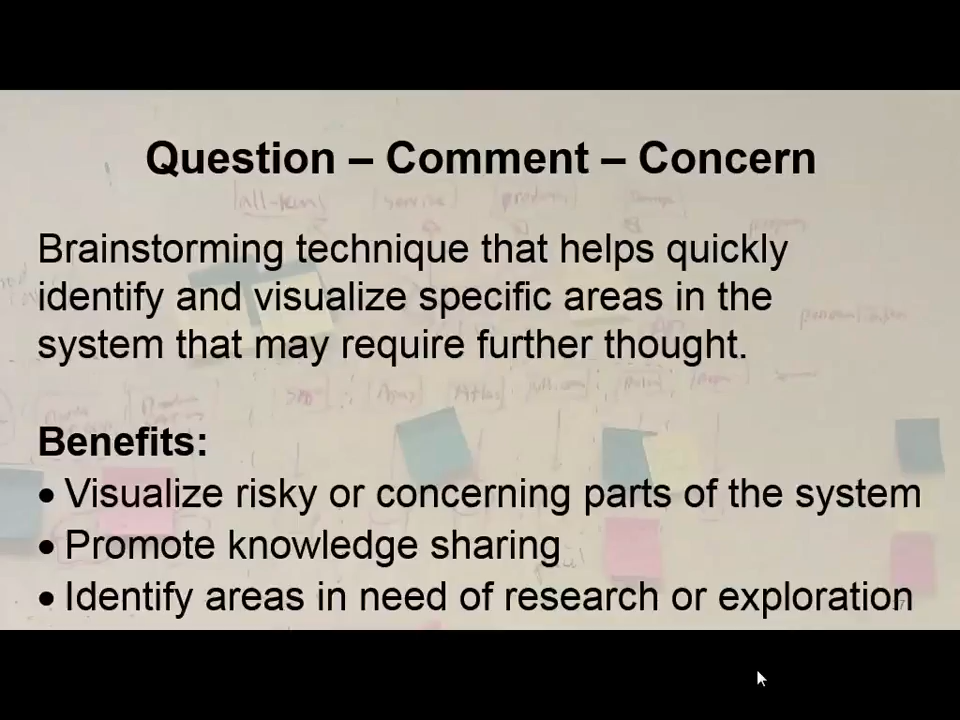 Question – Comment – Concern
Brainstorming technique that helps quickly
identify and visualize specific areas in the
system that may require further thought.
Benefits:
• Visualize risky or concerning parts of the system
• Promote knowledge sharing
• Identify areas in need of research or exploration